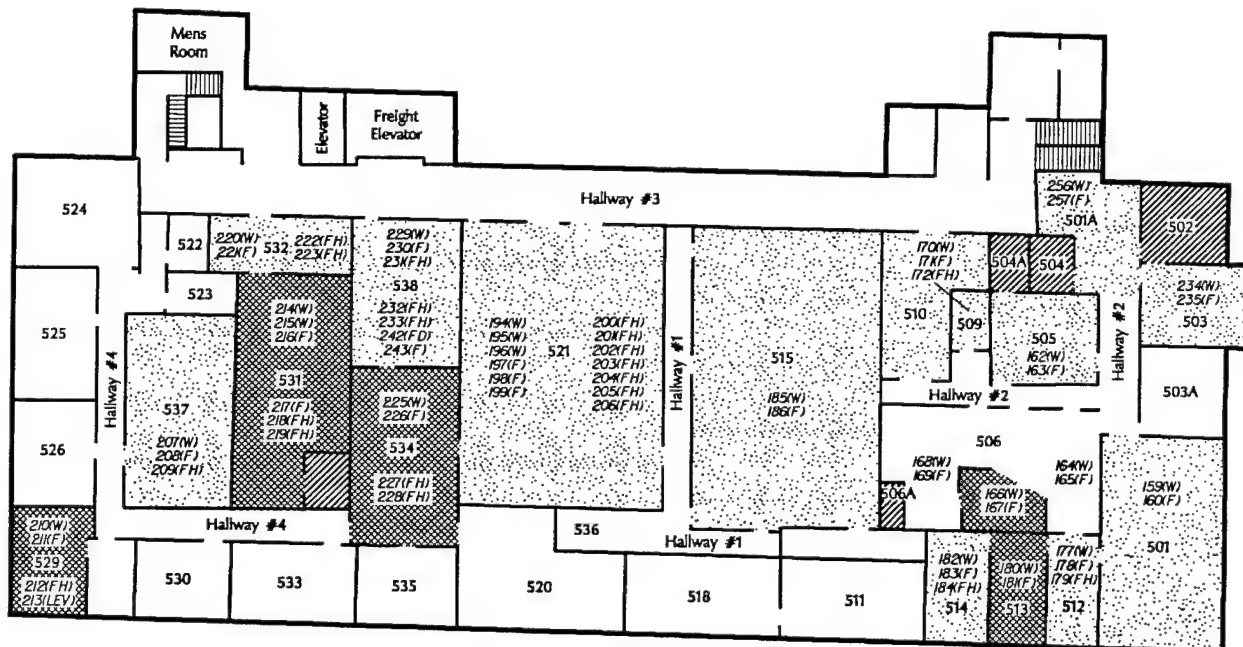 Mens
Room
Elevator
Freight
Elevator
Hallway #3
524
522
220(W)
221(F)
532
222(FH)
223(FH)
229(W)
230(F)
231(FH)
538
232(FH)
233(FH)
242(FD)
243(F)
523
525
526
Hallway #4
537
207(W)
208(F)
209(FH)
214(W)
215(W)
216(F)
531
217(F)
218(FH)
219(FH)
225(W)
226(F)
534
227(FH)
228(FH)
194(W)
195(W)
196(W)
197(F)
198(F)
199(F)
521
200(FH)
201(FH)
202(FH)
203(FH)
204(FH)
205(FH)
206(FH)
Hallway #1
515
185(W)
186(F)
170(W)
171(F)
172(FH)
510
509
504A
504
256(W)
257(F)
501A
502
234(W)
235(F)
503
505
162(W)
163(F)
Hallway #2
Hallway #2
503A
506
168(W)
169(F)
506A
166(W)
167(F)
164(W)
165(F)
159(W)
160(F)
501
210(W)
211(F)
529
212(FH)
213(LEV)
Hallway #4
530
533
535
520
536
Hallway #1
518
511
182(W)
183(F)
184(FH)
514
180(W)
181(F)
513
177(W)
178(F)
179(FH)
512